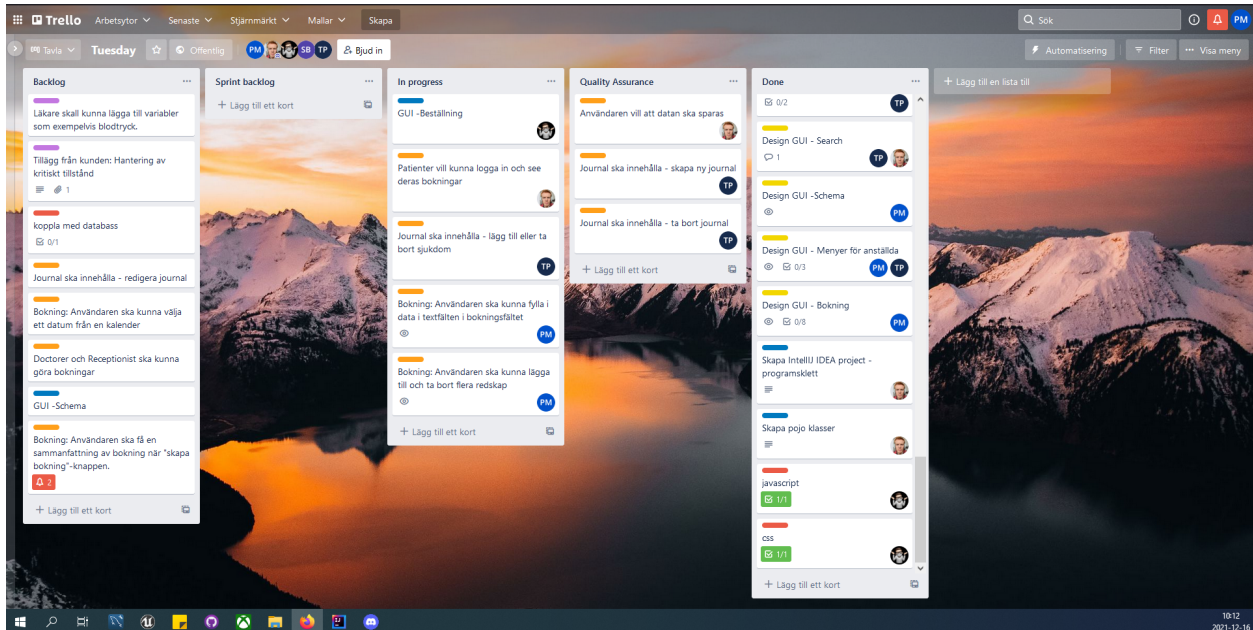 Trello
Arbetsytor
Senaste
Stjärnmärkt
Mallar
Skapa
Sök
PM
Tavla
Tuesday
Offentlig
PM
SB
TP
Bjud in
Automatisering
Filter
Visa meny
Backlog
Läkare skall kunna lägga till variabler
som exempelvis blodtryck.
Tillägg från kunden: Hantering av
kritiskt tillstånd
1
koppla med databass
0/1
Journal ska innehålla - redigera journal
Bokning: Användaren ska kunna välja
ett datum från en kalender
Doctorer och Receptionist ska kunna
göra bokningar
GUI -Schema
Bokning: Användaren ska få en
sammanfattning av bokning när "skapa
bokning"-knappen.
2
+ Lägg till ett kort
Sprint backlog
+ Lägg till ett kort
In progress
GUI -Beställning
Patienter vill kunna logga in och see
deras bokningar
Journal ska innehålla - lägg till eller ta
bort sjukdom
TP
Bokning: Användaren ska kunna fylla i
data i textfälten i bokningsfältet
PM
Bokning: Användaren ska kunna lägga
till och ta bort flera redskap
PM
+ Lägg till ett kort
Quality Assurance
Användaren vill att datan ska sparas
Journal ska innehålla - skapa ny journal
TP
Journal ska innehålla - ta bort journal
TP
+ Lägg till ett kort
Done
0/2
TP
Design GUI - Search
1
TP
Design GUI -Schema
PM
Design GUI - Menyer för anställda
0/3
PM
TP
Design GUI - Bokning
0/8
PM
Skapa IntellIJ IDEA project -
programsklett
Skapa pojo klasser
javascript
1/1
css
1/1
+ Lägg till ett kort
+ Lägg till en lista till
10:12
2021-12-16